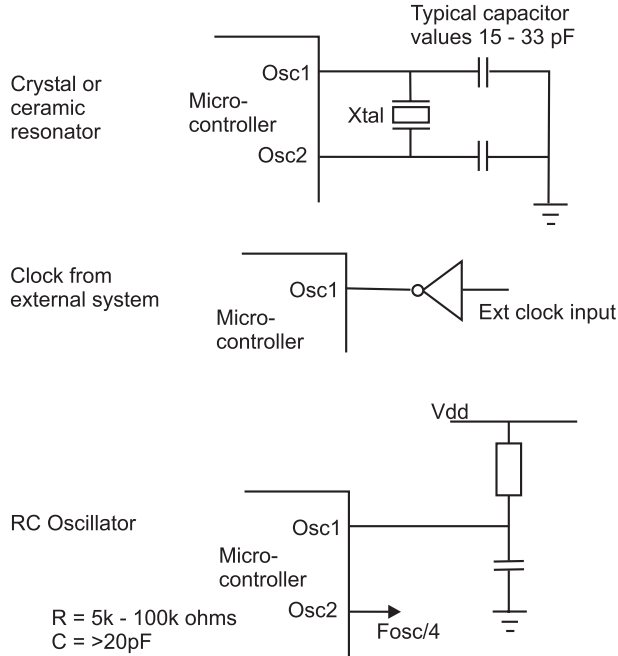 Typical capacitor
values 15 - 33 pF
Crystal or
ceramic
resonator
Osc1
Micro-
controller
Xtal
Osc2
Clock from
external system
Osc1
Micro-
controller
Ext clock input
Vdd
RC Oscillator
Osc1
Micro-
controller
Osc2
Fosc/4
R = 5k - 100k ohms
C = >20pF